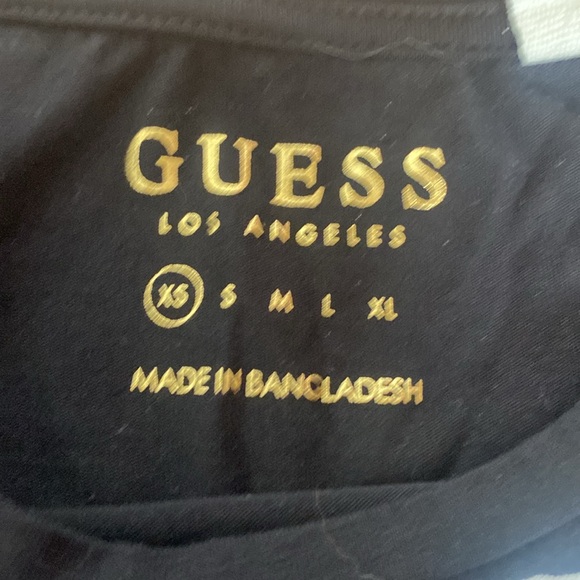 GUESS
LOS ANGELES
XS S M L XL
MADE IN BANGLADESH